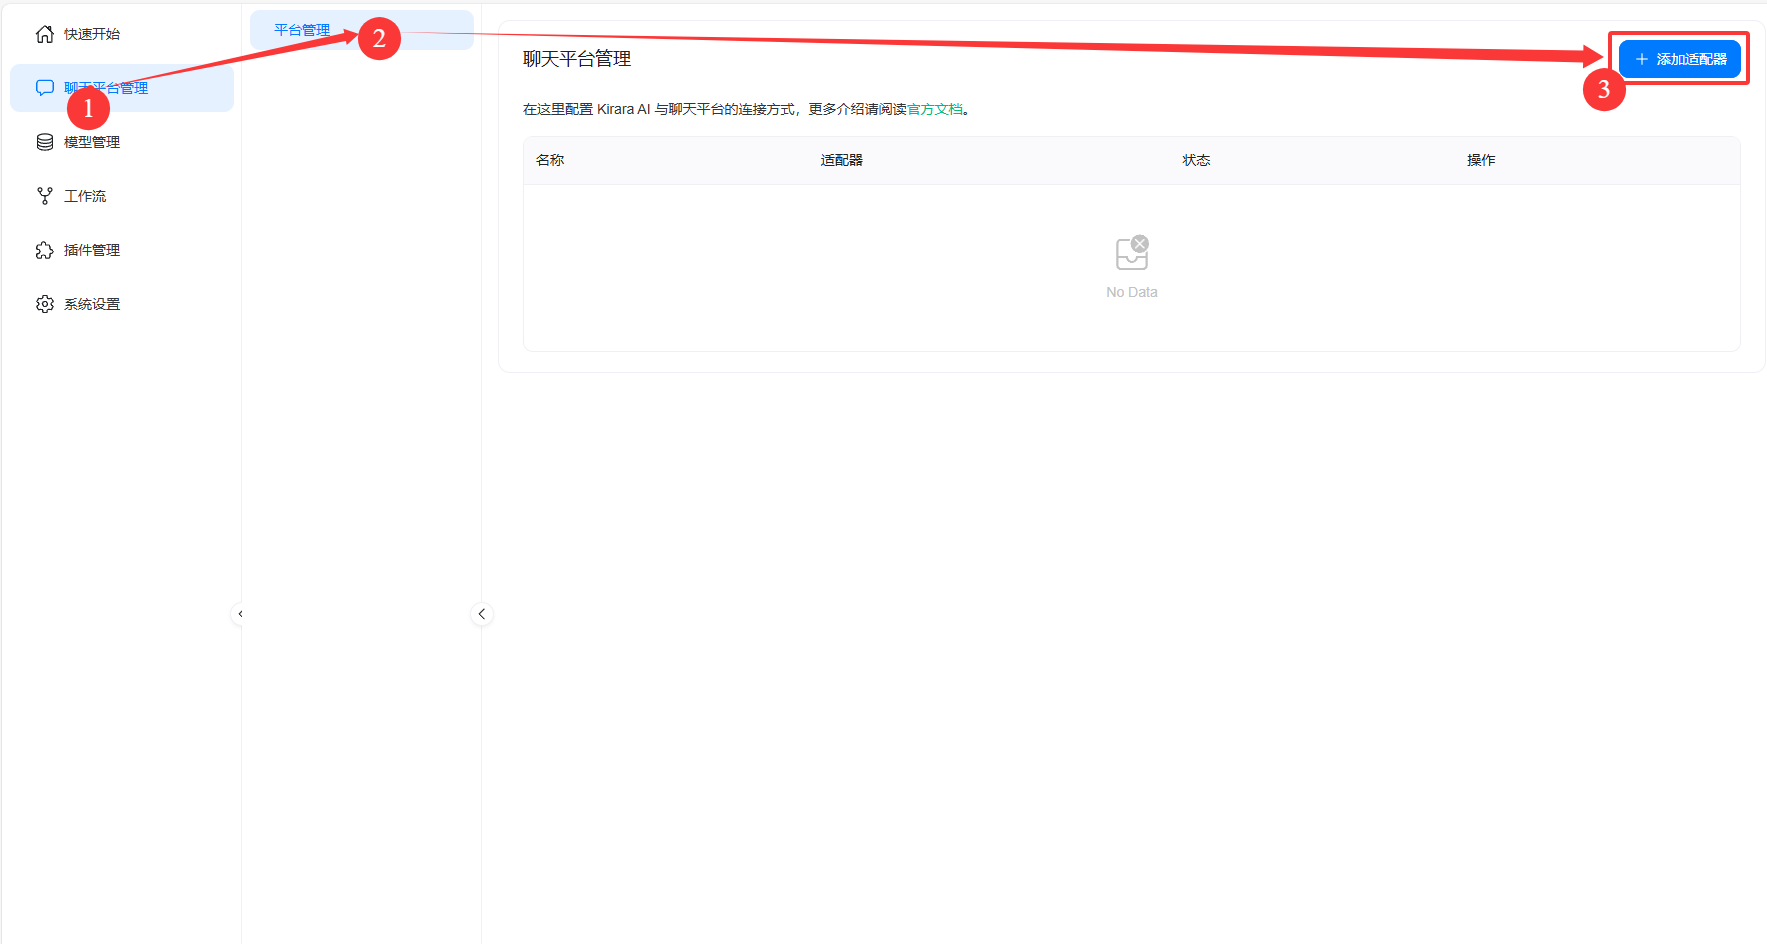 快速开始
聊天平台管理
1
模型管理
工作流
插件管理
系统设置
平台管理
2
聊天平台管理
添加适配器
3
在这里配置 Kirara AI 与聊天平台的连接方式，更多介绍请阅读官方文档。
名称 适配器 状态 操作
No Data